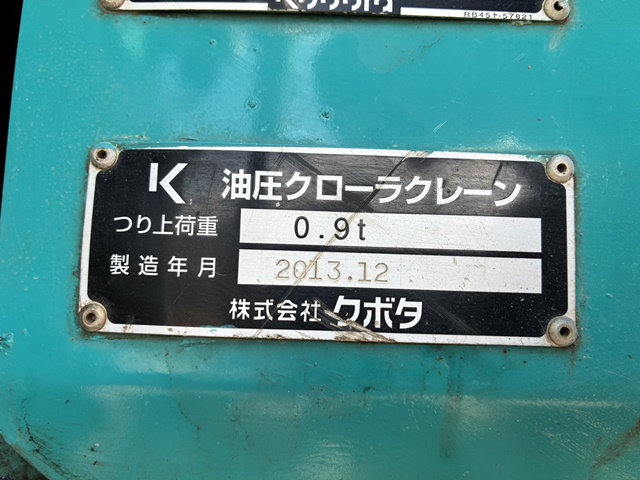 RB457-57821
K 油圧クローラクレーン
つり上荷重 0.9t
製造年月 2013.12
株式会社 クボタ